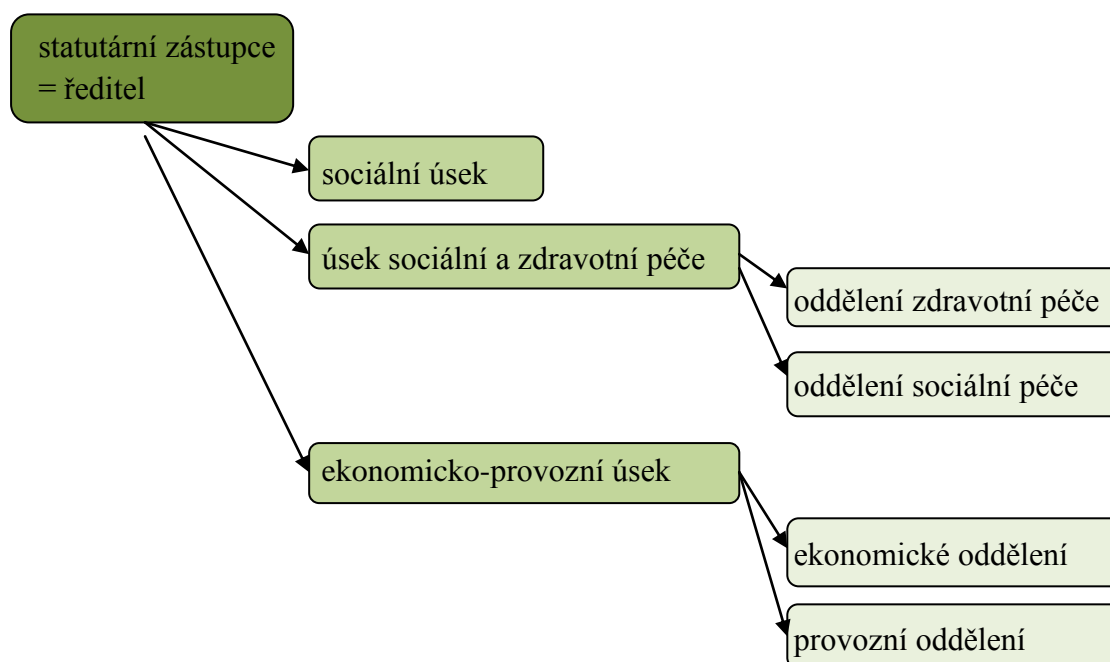 statutární zástupce
= ředitel
sociální úsek
úsek sociální a zdravotní péče
oddělení zdravotní péče
oddělení sociální péče
ekonomicko-provozní úsek
ekonomické oddělení
provozní oddělení